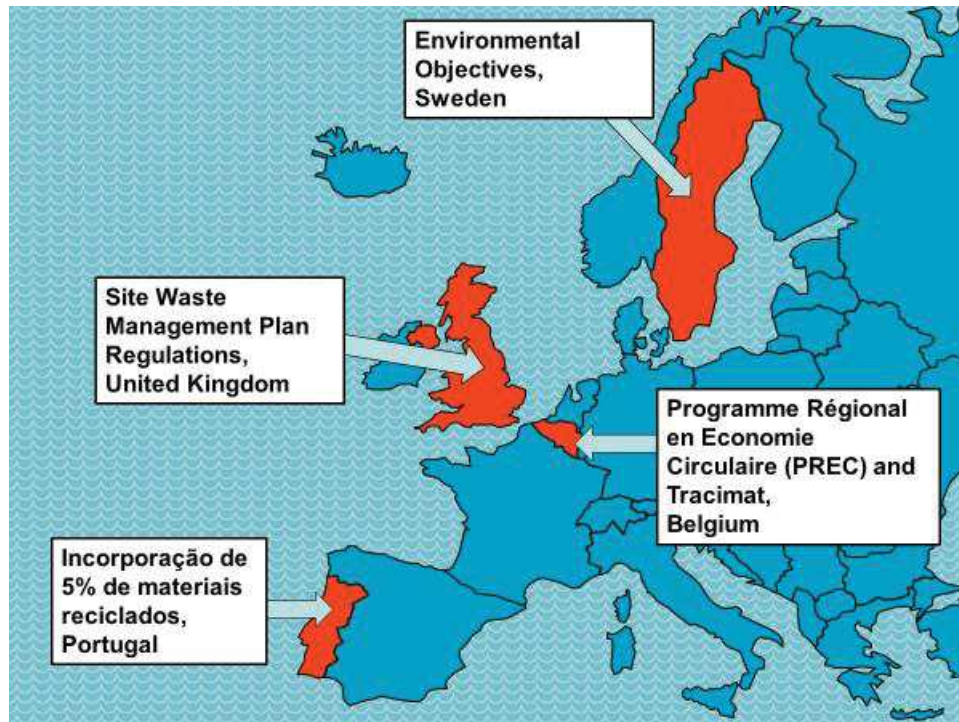 Environmental
Objectives,
Sweden
Site Waste
Management Plan
Regulations,
United Kingdom
Programme Régional
en Economie
Circulaire (PREC) and
Tracimat,
Belgium
Incorporação de
5% de materiais
reciclados,
Portugal